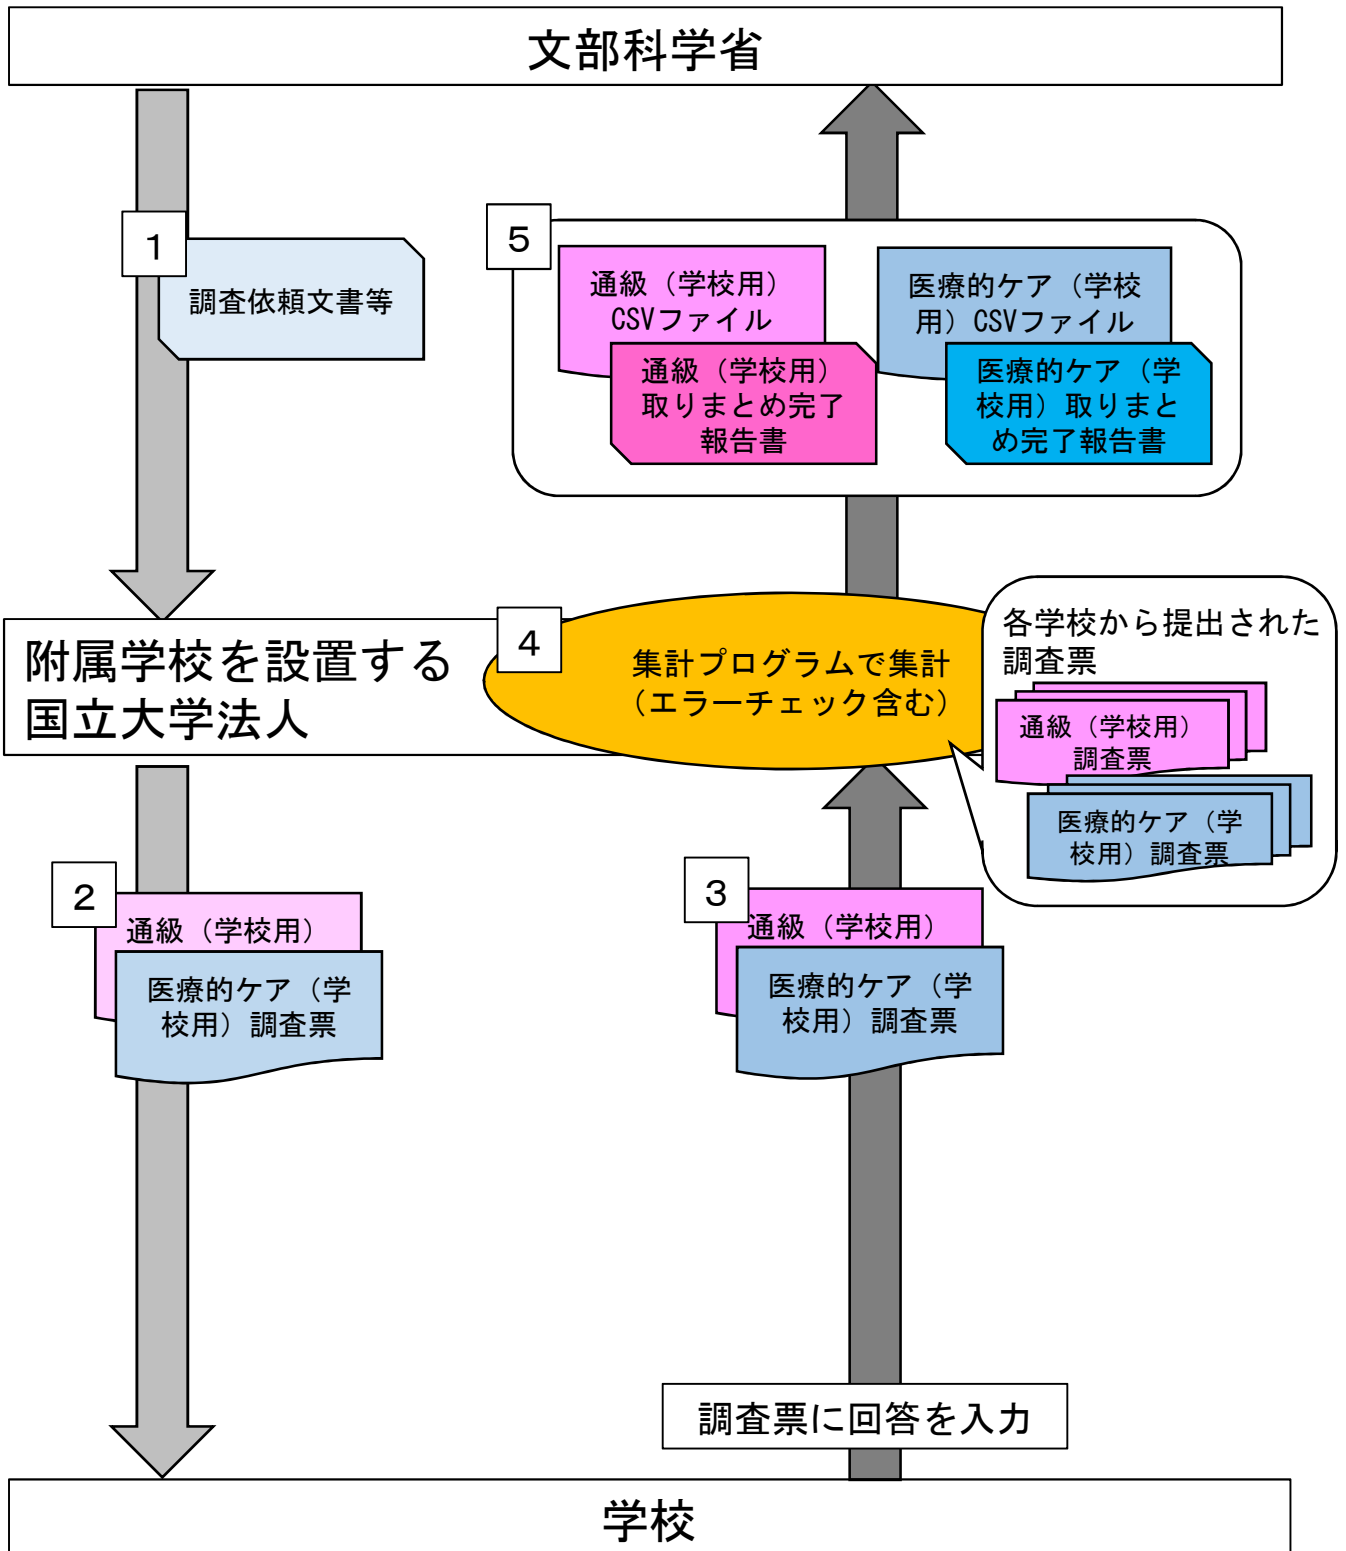 文部科学省
1
調査依頼文書等
5
通級（学校用）
CSVファイル
医療的ケア（学校
用）CSVファイル
通級（学校用）
取りまとめ完了
報告書
医療的ケア（学
校用）取りまと
め完了報告書
附属学校を設置する
国立大学法人
4
集計プログラムで集計
（エラーチェック含む）
各学校から提出された
調査票
通級（学校用）
調査票
医療的ケア（学
校用）調査票
2
通級（学校用）
医療的ケア（学
校用）調査票
3
通級（学校用）
医療的ケア（学
校用）調査票
調査票に回答を入力
学校